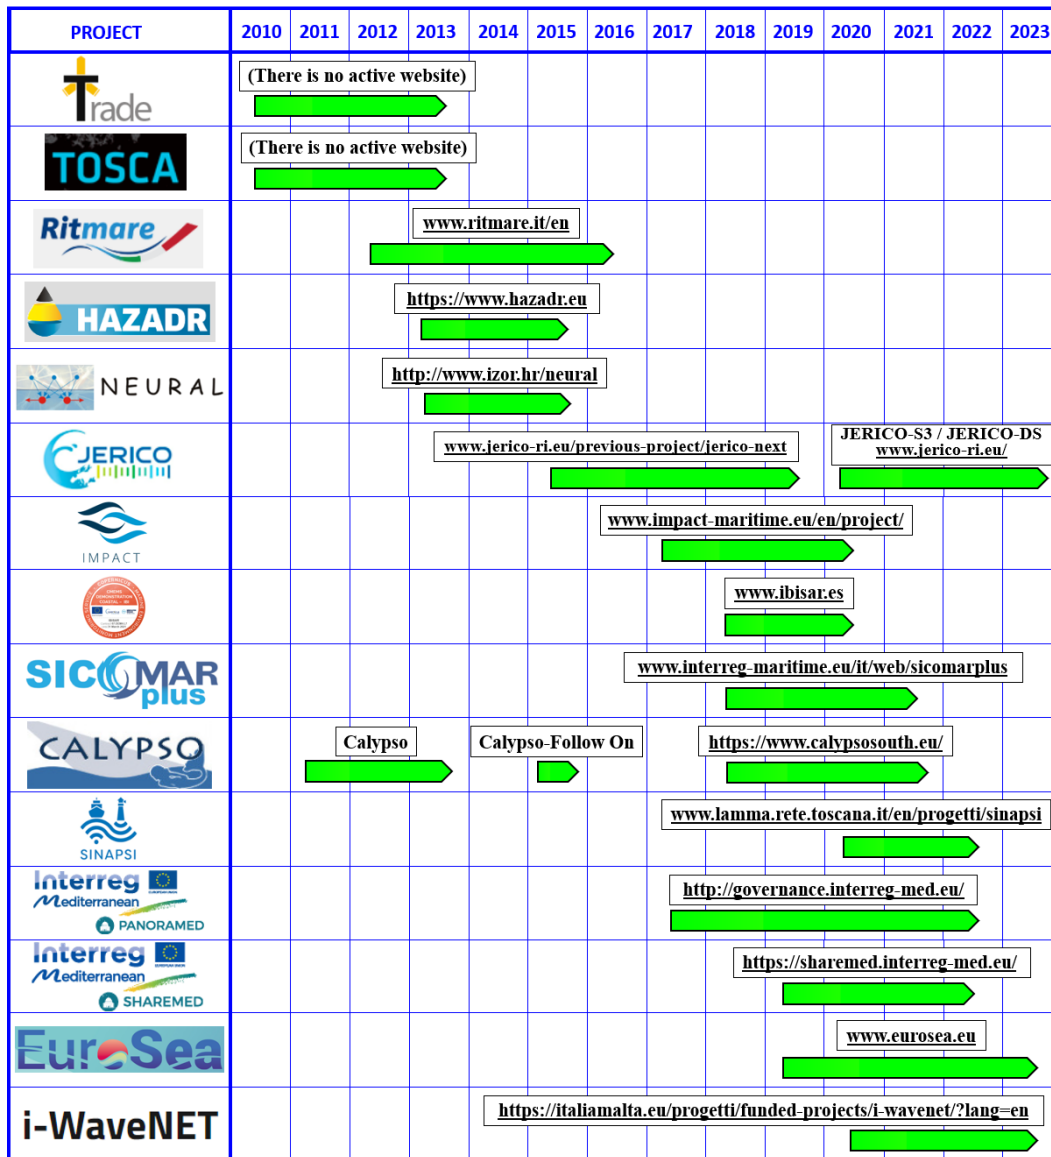 PROJECT 2010 2011 2012 2013 2014 2015 2016 2017 2018 2019 2020 2021 2022 2023
Trade
(There is no active website)
TOSCA
(There is no active website)
Ritmare
www.ritmare.it/en
HAZADR
https://www.hazadr.eu
NEURAL
http://www.izor.hr/neural
JERICO
www.jerico-ri.eu/previous-project/jerico-next
JERICO-S3 / JERICO-DS
www.jerico-ri.eu/
IMPACT
www.impact-maritime.eu/en/project/
www.ibisar.es
SICOMAR
plus
www.interreg-maritime.eu/it/web/sicomarplus
CALYPSO
Calypso
Calypso-Follow On
https://www.calypsosouth.eu/
SINAPSI
www.lamma.rete.toscana.it/en/progetti/sinapsi
Interreg
Mediterranean
PANORAMED
http://governance.interreg-med.eu/
Interreg
Mediterranean
SHAREMED
https://sharemed.interreg-med.eu/
EuroSea
www.eurosea.eu
i-WaveNET
https://italiamalta.eu/progetti/funded-projects/i-wavenet/?lang=en